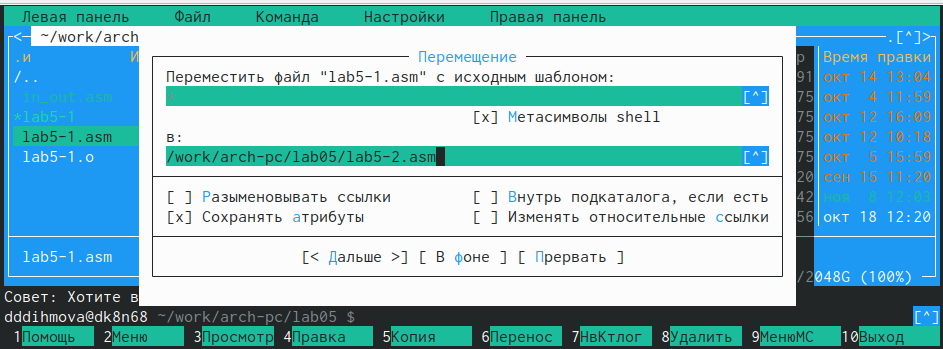 Левая панель Файл Команда Настройки Правая панель
<─ ~/work/arch .[^]>
.и И Перемещение р Время правки
/.. Переместить файл "lab5-1.asm" с исходным шаблоном: 91 окт 14 13:04
in_out.asm * [^] 75 окт 4 11:59
*lab5-1 [x] Метасимволы shell 75 окт 12 16:09
lab5-1.asm в: 75 окт 12 10:18
lab5-1.o /work/arch-pc/lab05/lab5-2.asm [^] 75 окт 5 15:59
20 сен 15 11:20
[ ] Разыменовывать ссылки [ ] Внутрь подкаталога, если есть 42 ноя 8 12:03
[x] Сохранять атрибуты [ ] Изменять относительные ссылки 56 окт 18 12:20
lab5-1.asm [< Дальше >] [ В фоне ] [ Прервать ]
/2048G (100%)
Совет: Хотите в
dddihmova@dk8n68 ~/work/arch-pc/lab05 $ [^]
1Помощь 2Меню 3Просмотр 4Правка 5Копия 6Перенос 7НвКтлог 8Удалить 9МенюМС 10Выход